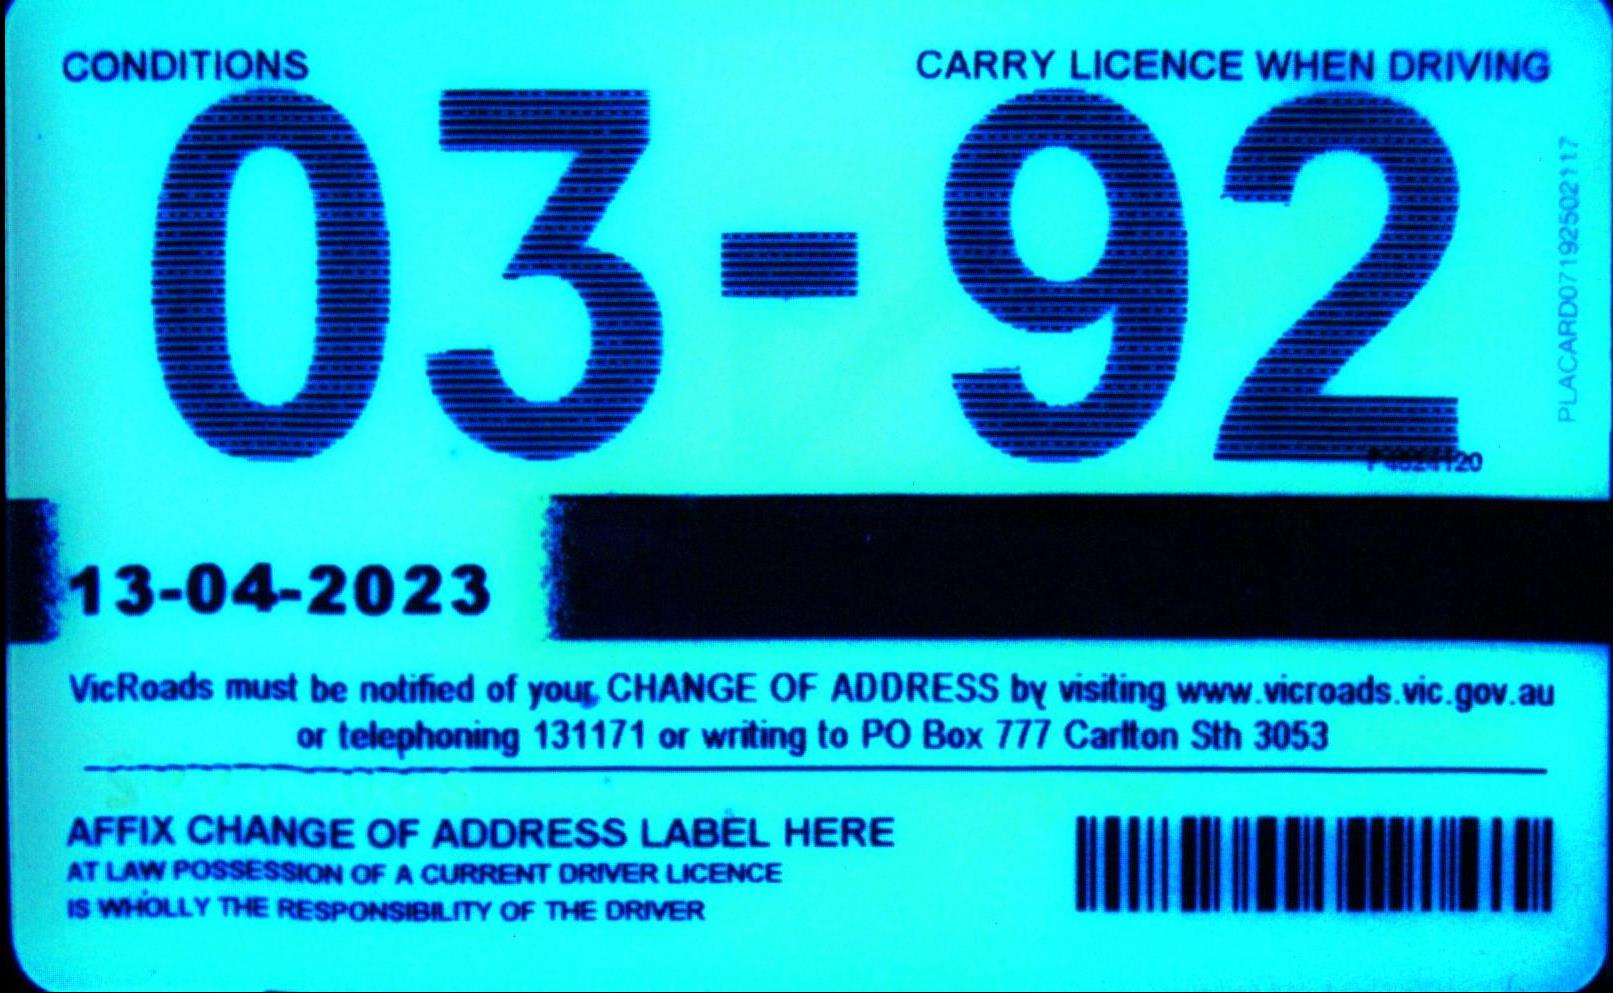 CONDITIONS
CARRY LICENCE WHEN DRIVING
03-92
PLACARD07192502117
P4824120
13-04-2023
VicRoads must be notified of your CHANGE OF ADDRESS by visiting www.vicroads.vic.gov.au
or telephoning 131171 or writing to PO Box 777 Carlton Sth 3053
AFFIX CHANGE OF ADDRESS LABEL HERE
AT LAW POSSESSION OF A CURRENT DRIVER LICENCE
IS WHOLLY THE RESPONSIBILITY OF THE DRIVER